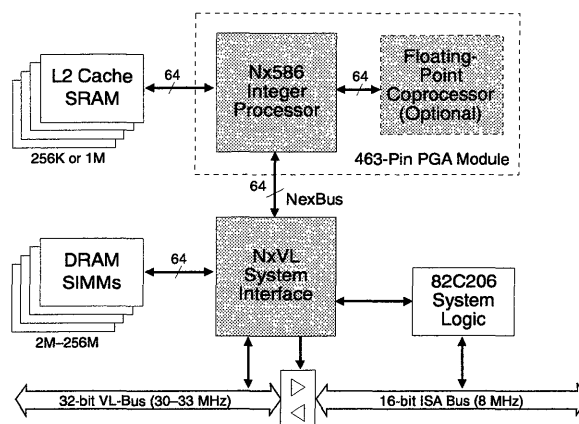 L2 Cache
SRAM
256K or 1M
64
Nx586
Integer
Processor
64
Floating-
Point
Coprocessor
(Optional)
463-Pin PGA Module
64
NexBus
DRAM
SIMMs
2M–256M
64
NxVL
System
Interface
82C206
System
Logic
32-bit VL-Bus (30–33 MHz)
16-bit ISA Bus (8 MHz)